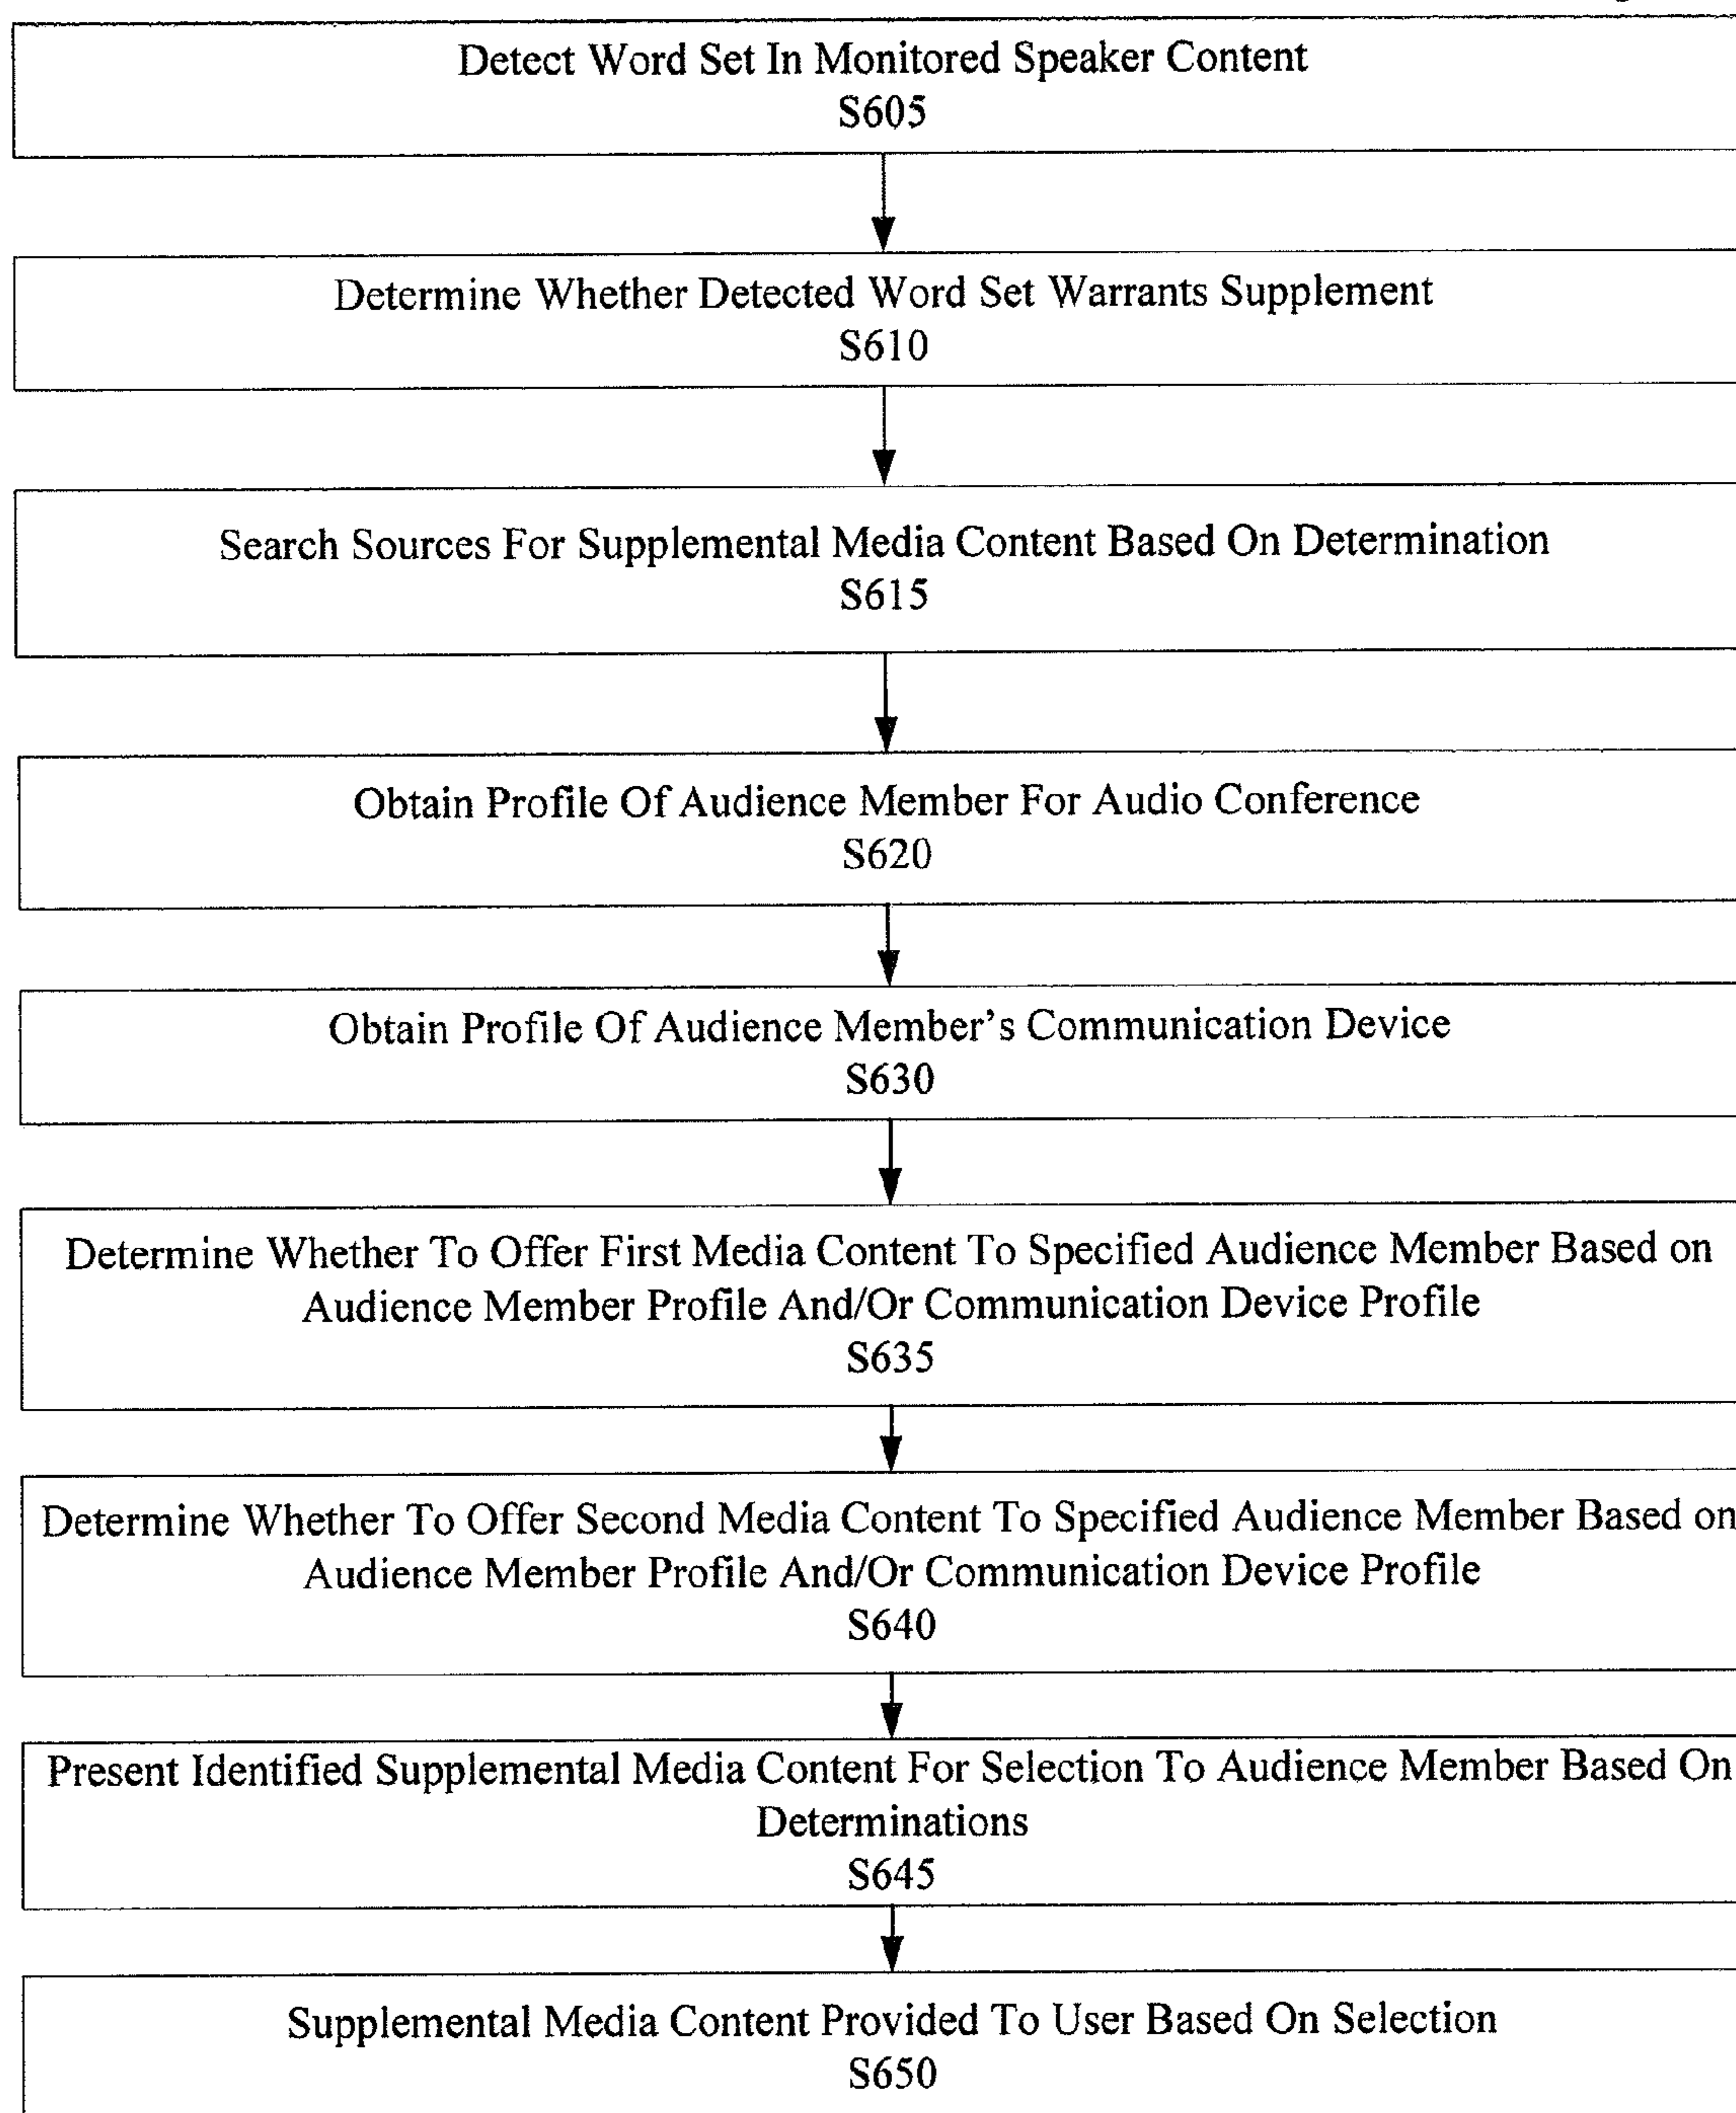 Detect Word Set In Monitored Speaker Content
S605
Determine Whether Detected Word Set Warrants Supplement
S610
Search Sources For Supplemental Media Content Based On Determination
S615
Obtain Profile Of Audience Member For Audio Conference
S620
Obtain Profile Of Audience Member’s Communication Device
S630
Determine Whether To Offer First Media Content To Specified Audience Member Based on
Audience Member Profile And/Or Communication Device Profile
S635
Determine Whether To Offer Second Media Content To Specified Audience Member Based on
Audience Member Profile And/Or Communication Device Profile
S640
Present Identified Supplemental Media Content For Selection To Audience Member Based On
Determinations
S645
Supplemental Media Content Provided To User Based On Selection
S650